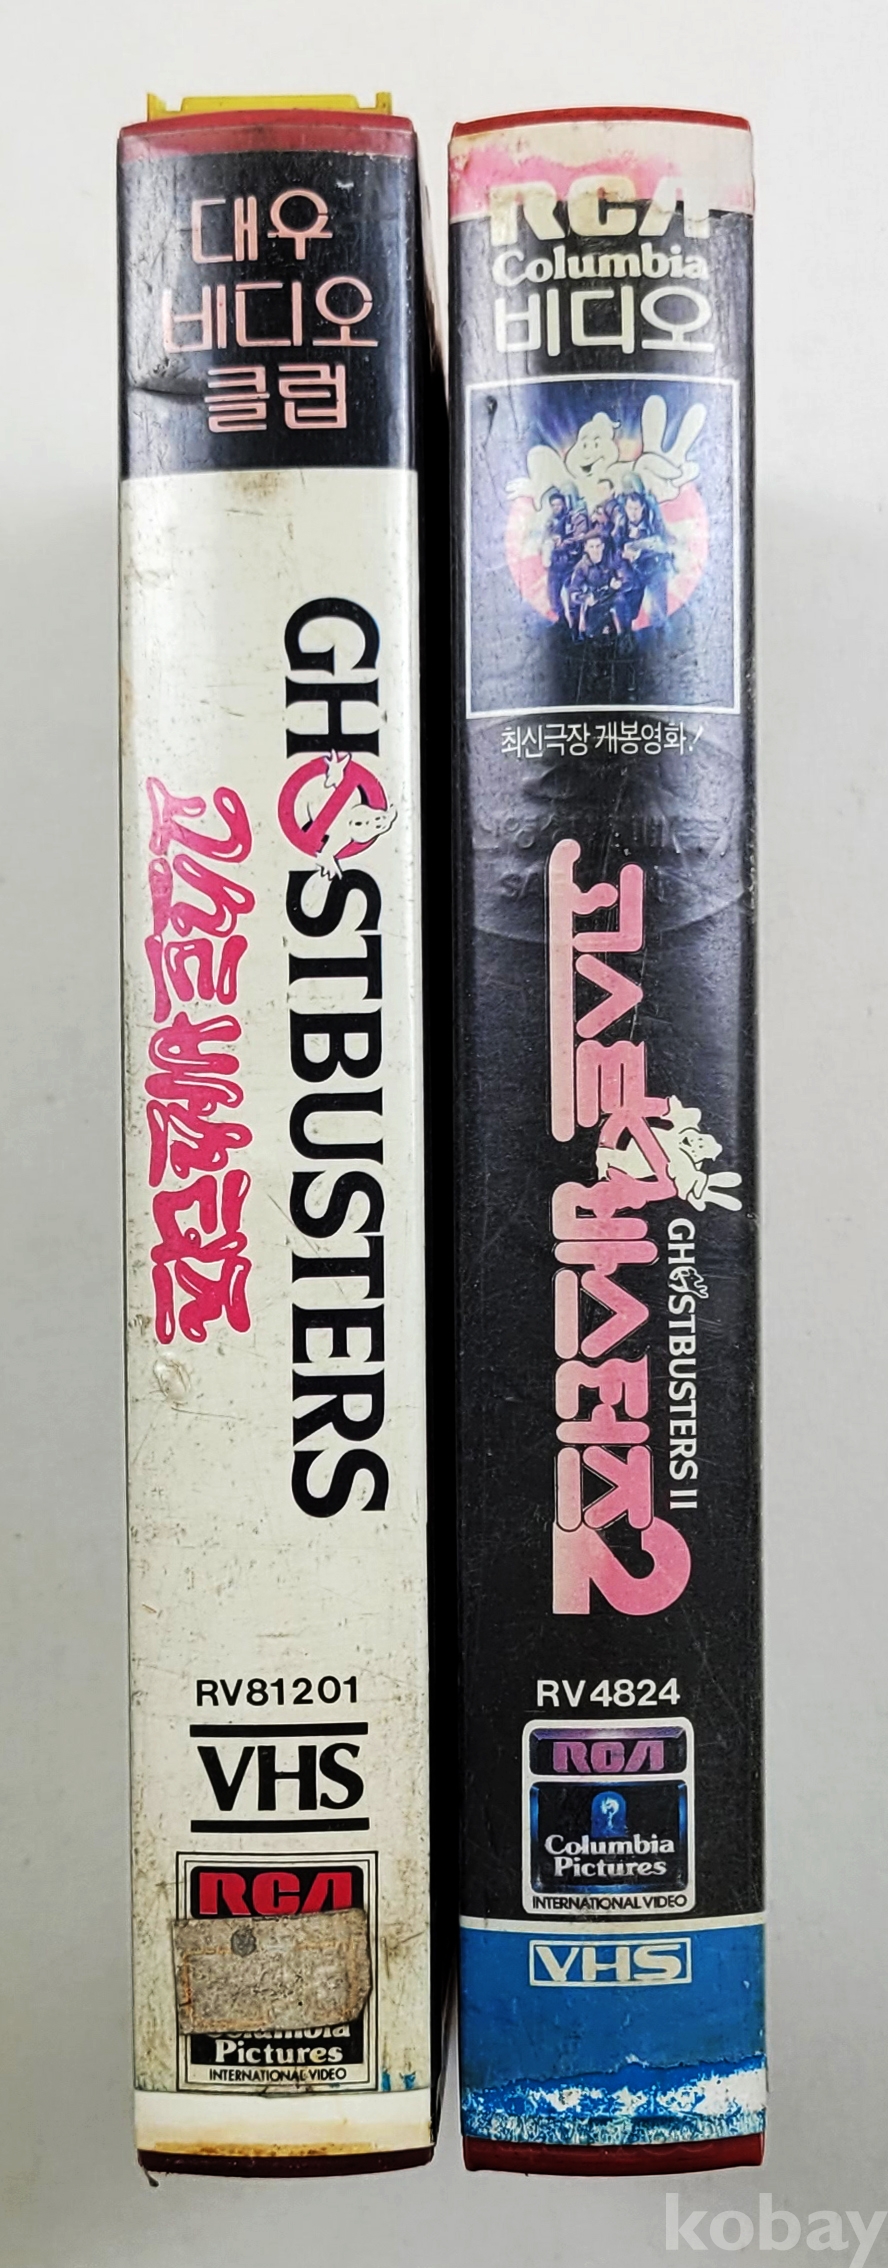 대우
비디오
클럽
GHOSTBUSTERS
고스트 버스터즈
RV81201
VHS
RCA
Columbia
Pictures
INTERNATIONAL VIDEO
RCA
Columbia
비디오
최신극장 개봉영화!
고스트 버스터즈2
GHOSTBUSTERS II
RV4824
RCA
Columbia
Pictures
INTERNATIONAL VIDEO
VHS
kobay